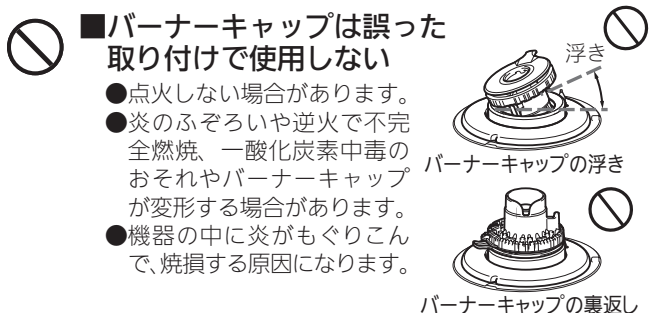 ■バーナーキャップは誤った
取り付けで使用しない
●点火しない場合があります。
●炎のふぞろいや逆火で不完
全燃焼、一酸化炭素中毒の
おそれやバーナーキャップ
が変形する場合があります。
●機器の中に炎がもぐりこん
で、焼損する原因になります。
浮き
バーナーキャップの浮き
バーナーキャップの裏返し